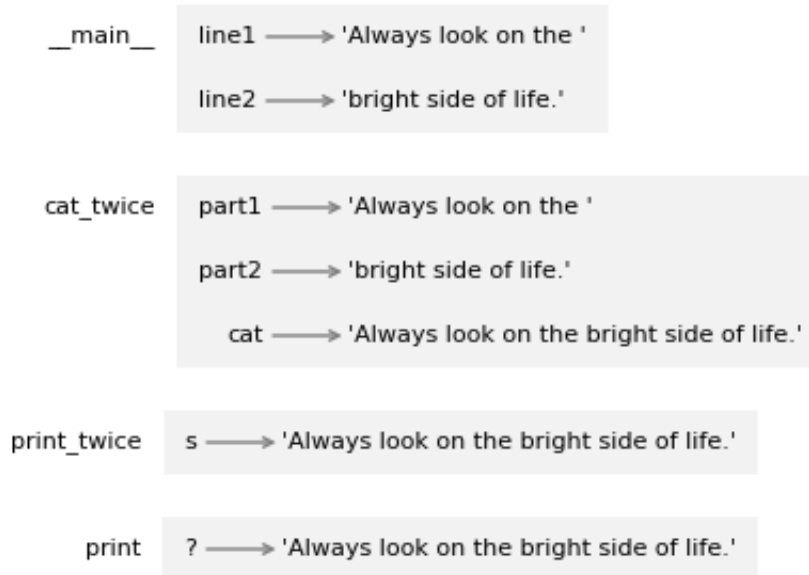 __main__ line1 'Always look on the '
line2 'bright side of life.'
cat_twice part1 'Always look on the '
part2 'bright side of life.'
cat 'Always look on the bright side of life.'
print_twice s 'Always look on the bright side of life.'
print ? 'Always look on the bright side of life.'